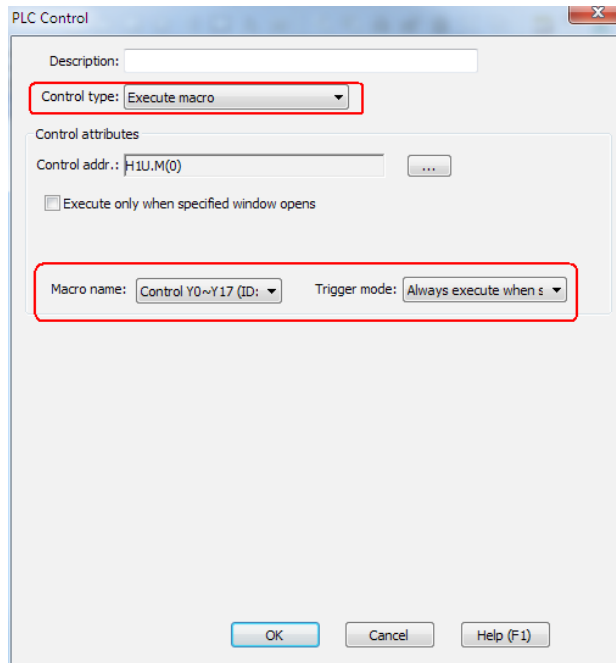 PLC Control
Description:
Control type: Execute macro
Control attributes
Control addr.: H1U.M(0) ...
Execute only when specified window opens
Macro name: Control Y0~Y17 (ID: Trigger mode: Always execute when s
OK Cancel Help (F1)